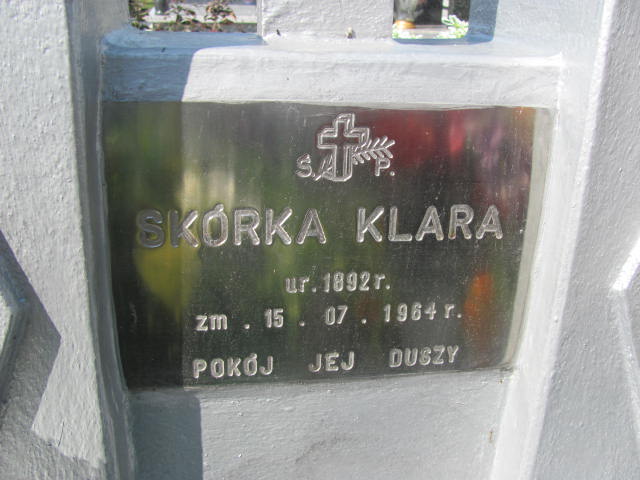 Ś. P.
SKÓRKA KLARA
ur. 1892 r.
zm. 15. 07. 1964 r.
POKÓJ JEJ DUSZY